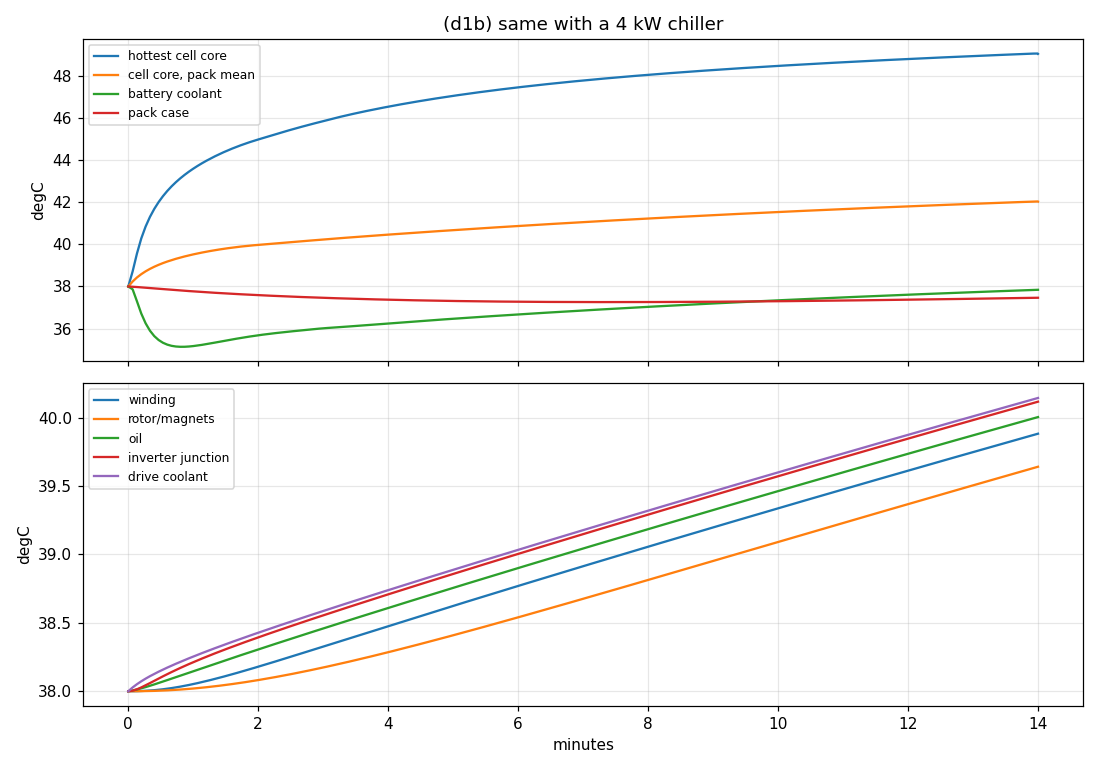 (d1b) same with a 4 kW chiller
hottest cell core
cell core, pack mean
battery coolant
pack case
degC
48
46
44
42
40
38
36
winding
rotor/magnets
oil
inverter junction
drive coolant
degC
40.0
39.5
39.0
38.5
38.0
0 2 4 6 8 10 12 14
minutes